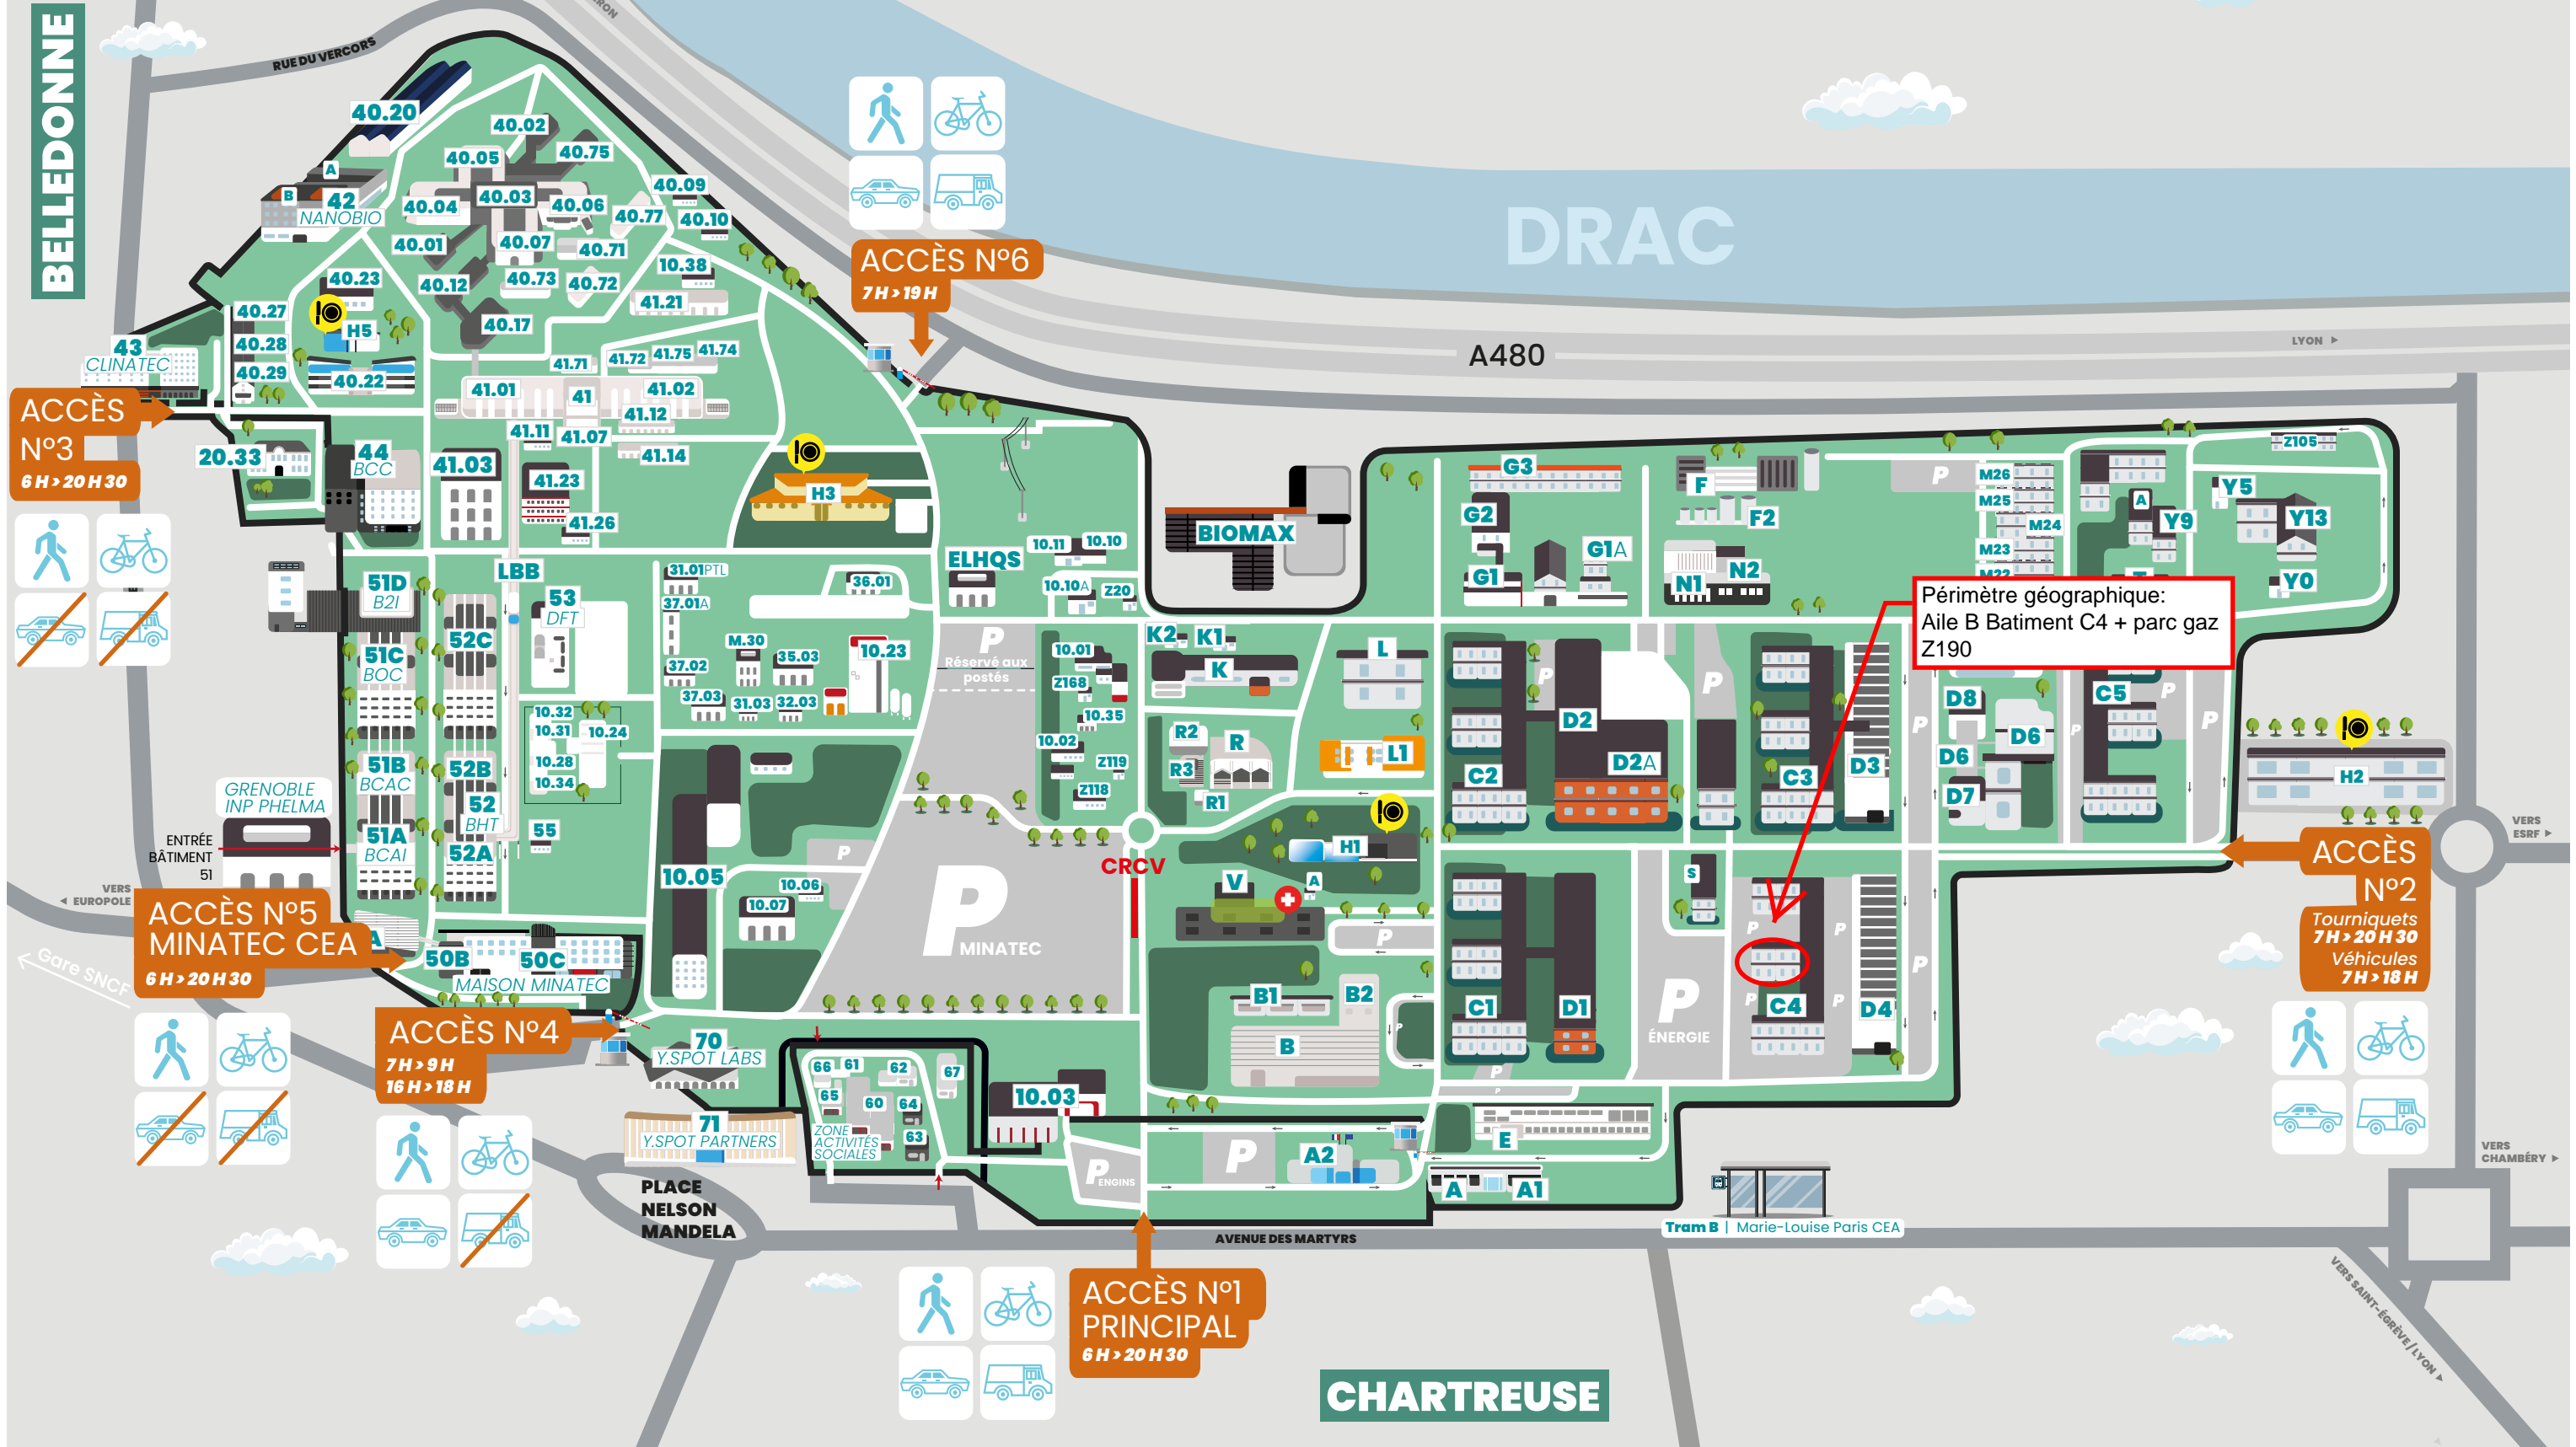 BELLEDONNE
RUE DU VERCORS
40.20
40.02
40.05
40.75
A
B
42
NANOBIO
40.03
40.04
40.06
40.09
40.77
40.10
40.01
40.07
40.71
40.23
40.12
40.73
40.72
10.38
41.21
40.27
H5
40.17
40.28
40.29
40.22
43
CLINATEC
41.71
41.72
41.75
41.74
41.01
41
41.02
41.12
41.11
41.07
41.14
ACCÈS
N°3
6 H > 20 H 30
20.33
44
BCC
41.03
41.23
41.26
H3
ACCÈS N°6
7 H > 19 H
DRAC
A480
LYON
LBB
51D
B2I
52C
53
DFT
51C
BOC
51B
BCAC
52B
52
BHT
51A
BCAI
52A
55
GRENOBLE
INP PHELMA
ENTRÉE
BÂTIMENT
51
VERS
EUROPOLE
Gare SNCF
ACCÈS N°5
MINATEC CEA
6 H > 20 H 30
A
50B
50C
MAISON MINATEC
ACCÈS N°4
7 H > 9 H
16 H > 18 H
31.01PTL
36.01
37.01A
M.30
35.03
10.23
37.02
37.03
31.03
32.03
10.32
10.31
10.24
10.28
10.34
10.05
10.06
10.07
P
ELHQS
10.11
10.10
10.10A
Z20
P
Réservé aux
postés
10.01
Z168
10.35
10.02
Z119
Z118
P
MINATEC
CRCV
BIOMAX
K2
K1
K
L
R2
R
R3
R1
L1
H1
V
A
P
B1
B2
B
P
G3
G2
G1
G1A
F
F2
N1
N2
P
M26
M25
M24
M23
M22
A
Y9
Y5
Y13
Y0
Z105
Périmètre géographique:
Aile B Batiment C4 + parc gaz
Z190
C2
P
D2
D2A
P
C3
D3
P
D8
D6
D6
D7
P
C5
P
P
H2
S
C1
D1
P
ÉNERGIE
P
P
C4
P
P
D4
P
P
P
ACCÈS
N°2
Tourniquets
7 H > 20 H 30
Véhicules
7 H > 18 H
VERS
ESRF
VERS
CHAMBÉRY
VERS SAINT-ÉGRÈVE / LYON
70
Y.SPOT LABS
71
Y.SPOT PARTNERS
66
61
62
67
65
60
64
63
ZONE
ACTIVITÉS
SOCIALES
10.03
P
ENGINS
P
A2
E
A
A1
Tram B | Marie-Louise Paris CEA
PLACE
NELSON
MANDELA
AVENUE DES MARTYRS
ACCÈS N°1
PRINCIPAL
6 H > 20 H 30
CHARTREUSE